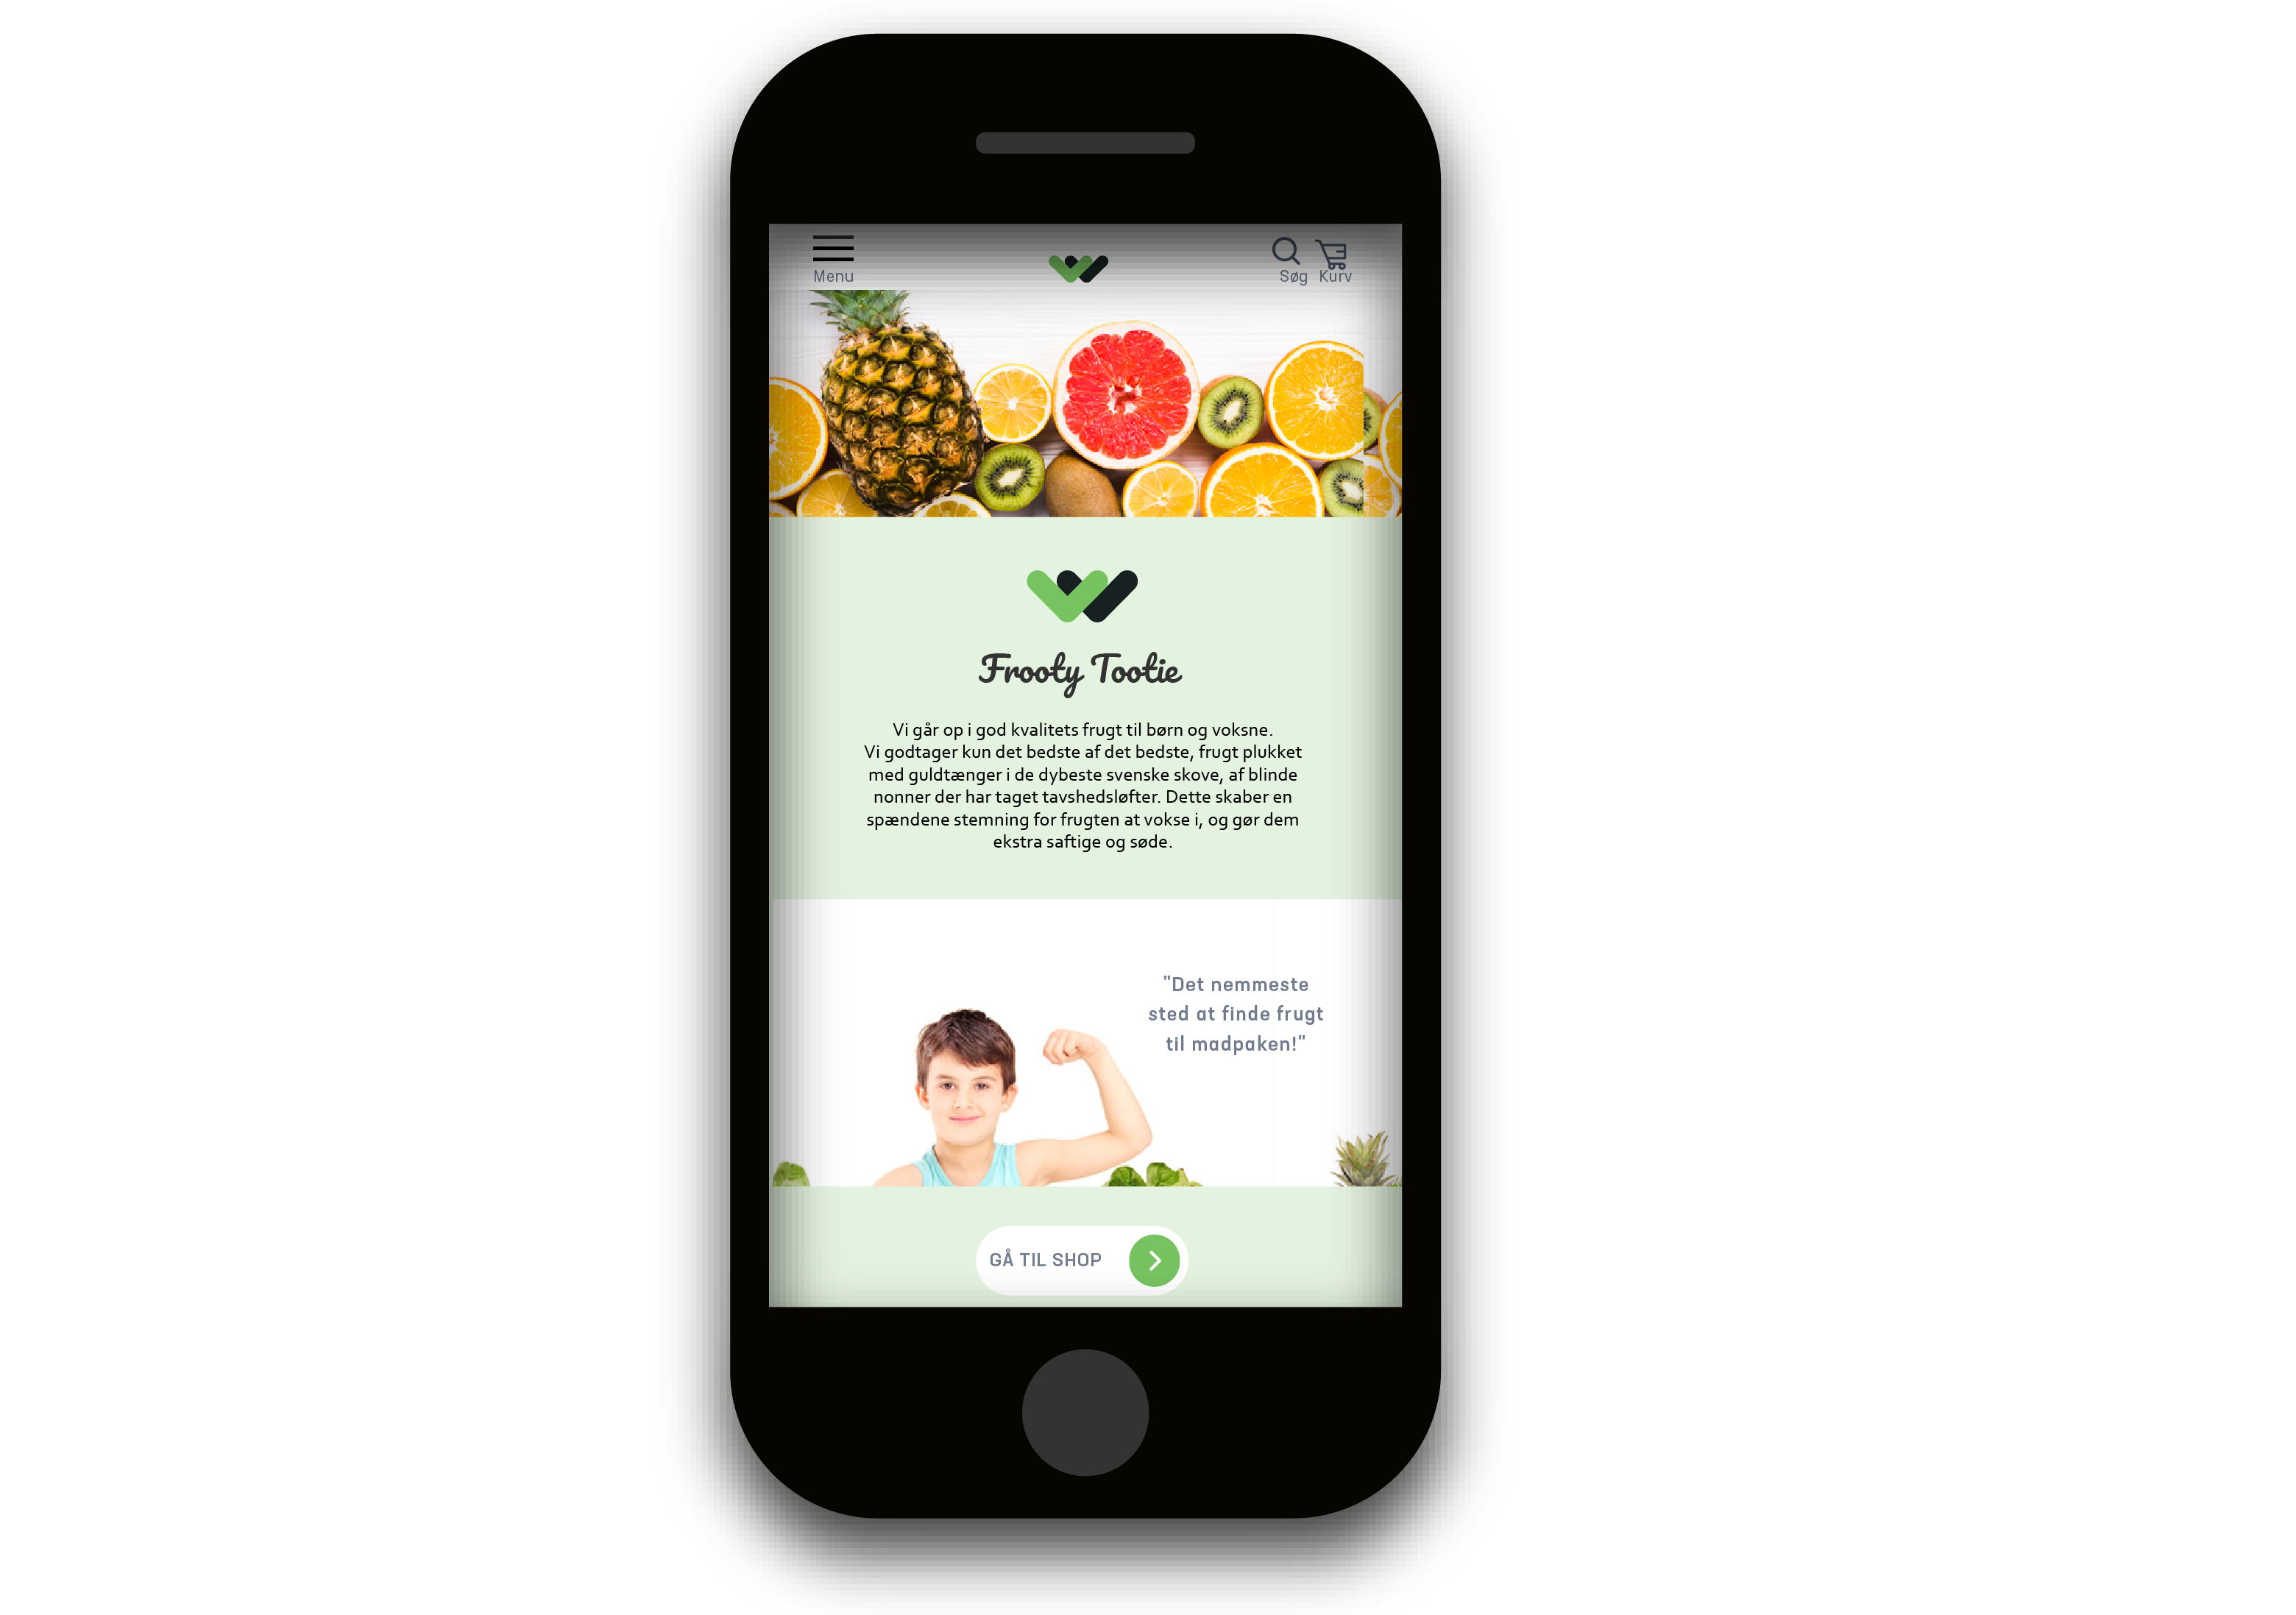 Menu
Søg Kurv
Frooty Tootie
Vi går op i god kvalitets frugt til børn og voksne.
Vi godtager kun det bedste af det bedste, frugt plukket
med guldtænger i de dybeste svenske skove, af blinde
nonner der har taget tavshedsløfter. Dette skaber en
spændene stemning for frugten at vokse i, og gør dem
ekstra saftige og søde.
"Det nemmeste
sted at finde frugt
til madpaken!"
GÅ TIL SHOP